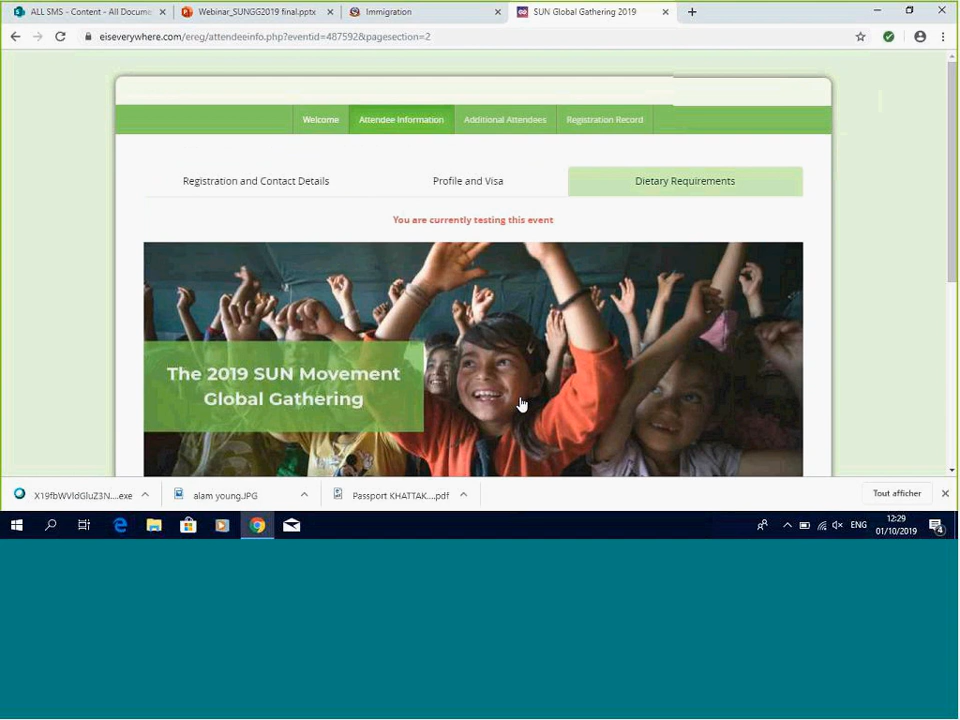 ALL SMS - Content - All Docume
Webinar_SUNGG2019 final.pptx
Immigration
SUN Global Gathering 2019
eiseverywhere.com/ereg/attendeeinfo.php?eventid=487592&pagesection=2
Welcome
Attendee Information
Additional Attendees
Registration Record
Registration and Contact Details
Profile and Visa
Dietary Requirements
You are currently testing this event
The 2019 SUN Movement
Global Gathering
alam young.JPG
Passport KHATTAK....pdf
Tout afficher
ENG
12:29
01/10/2019
4